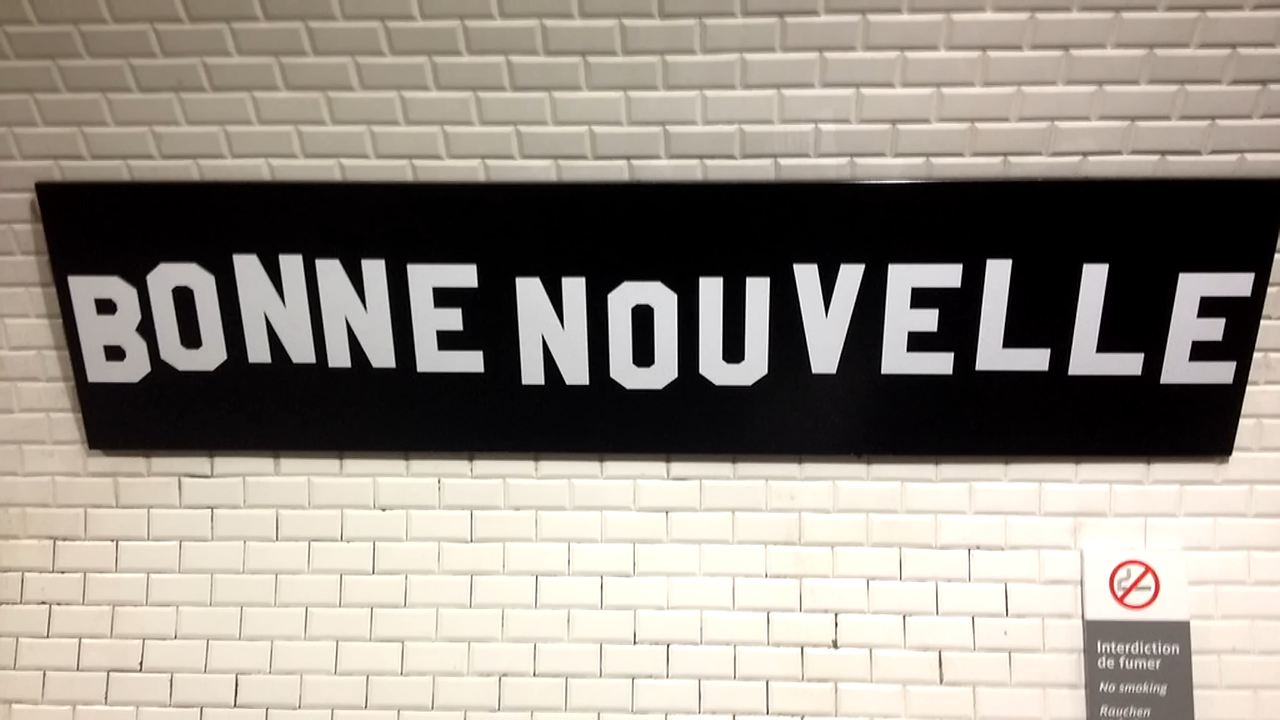 BONNE NOUVELLE
Interdiction
de fumer
No smoking
Rauchen